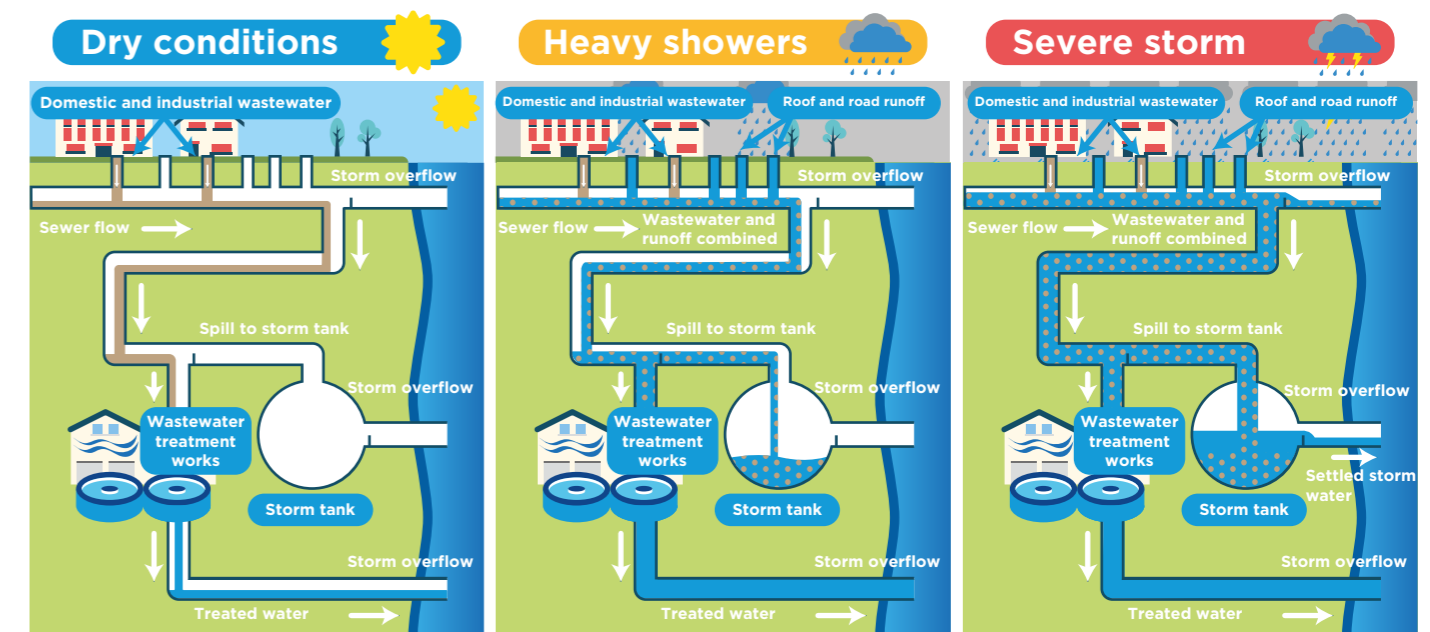 Dry conditions
Domestic and industrial wastewater
Storm overflow
Sewer flow
Spill to storm tank
Storm overflow
Wastewater
treatment
works
Storm tank
Storm overflow
Treated water
Heavy showers
Domestic and industrial wastewater
Roof and road runoff
Storm overflow
Sewer flow
Wastewater and
runoff combined
Spill to storm tank
Storm overflow
Wastewater
treatment
works
Storm tank
Storm overflow
Treated water
Severe storm
Domestic and industrial wastewater
Roof and road runoff
Storm overflow
Sewer flow
Wastewater and
runoff combined
Spill to storm tank
Storm overflow
Wastewater
treatment
works
Settled storm
water
Storm tank
Storm overflow
Treated water